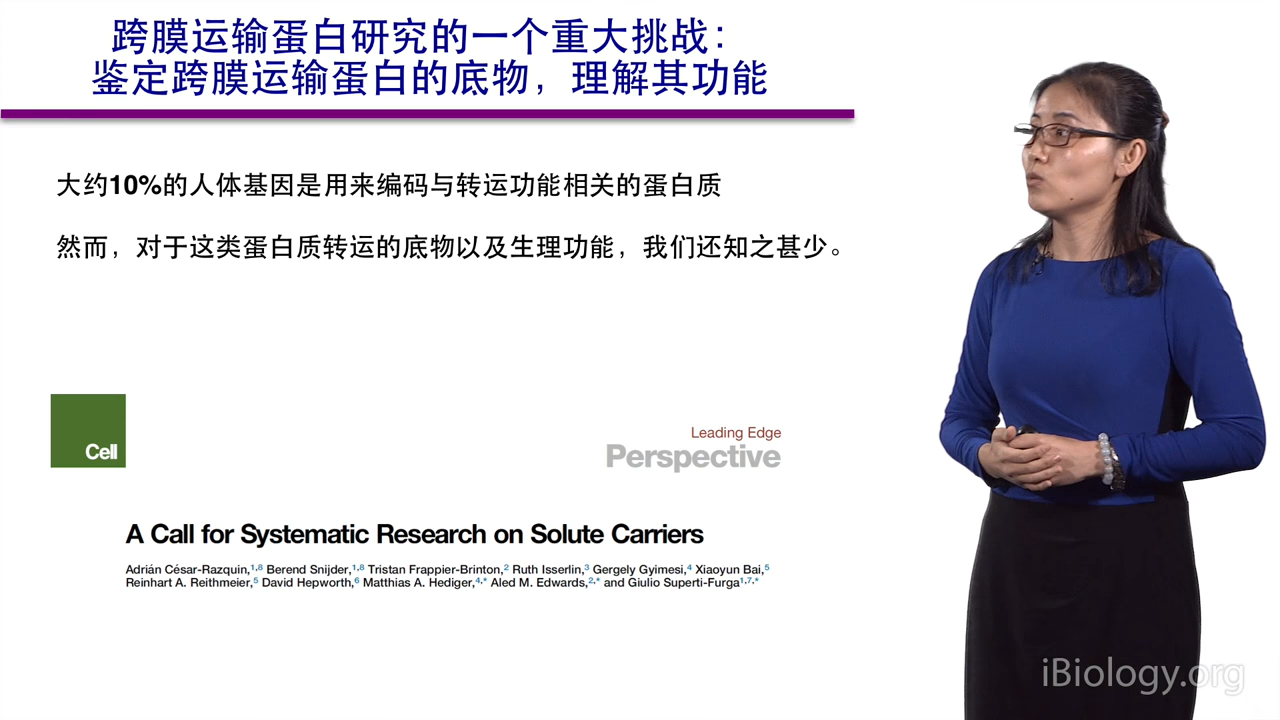 跨膜运输蛋白研究的一个重大挑战：
鉴定跨膜运输蛋白的底物，理解其功能
大约10%的人体基因是用来编码与转运功能相关的蛋白质
然而，对于这类蛋白质转运的底物以及生理功能，我们还知之甚少。
Cell
Leading Edge
Perspective
A Call for Systematic Research on Solute Carriers
Adrián César-Razquin,1,8 Berend Snijder,1,8 Tristan Frappier-Brinton,2 Ruth Isserlin,3 Gergely Gyimesi,4 Xiaoyun Bai,5
Reinhart A. Reithmeier,5 David Hepworth,6 Matthias A. Hediger,4,* Aled M. Edwards,2,* and Giulio Superti-Furga1,7,*
iBiology.org